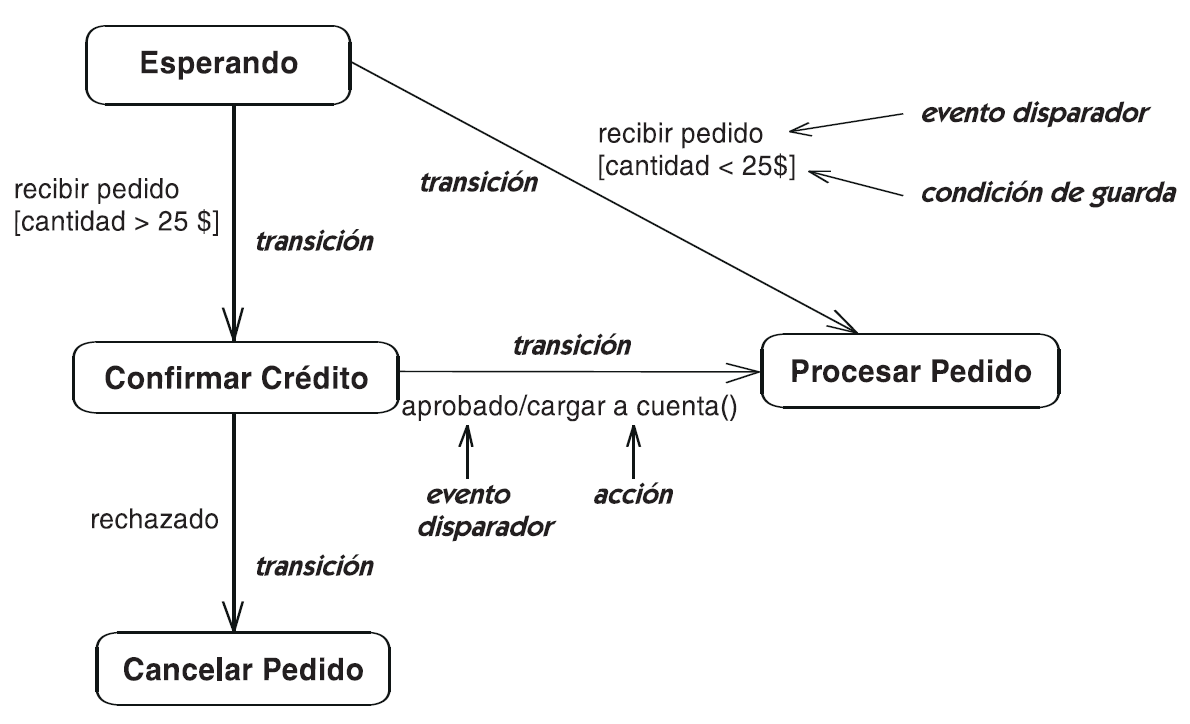 Esperando
evento disparador
recibir pedido
[cantidad < 25$]
transición
condición de guarda
recibir pedido
[cantidad > 25 $]
transición
transición
Confirmar Crédito
Procesar Pedido
aprobado/cargar a cuenta()
evento
disparador
acción
rechazado
transición
Cancelar Pedido